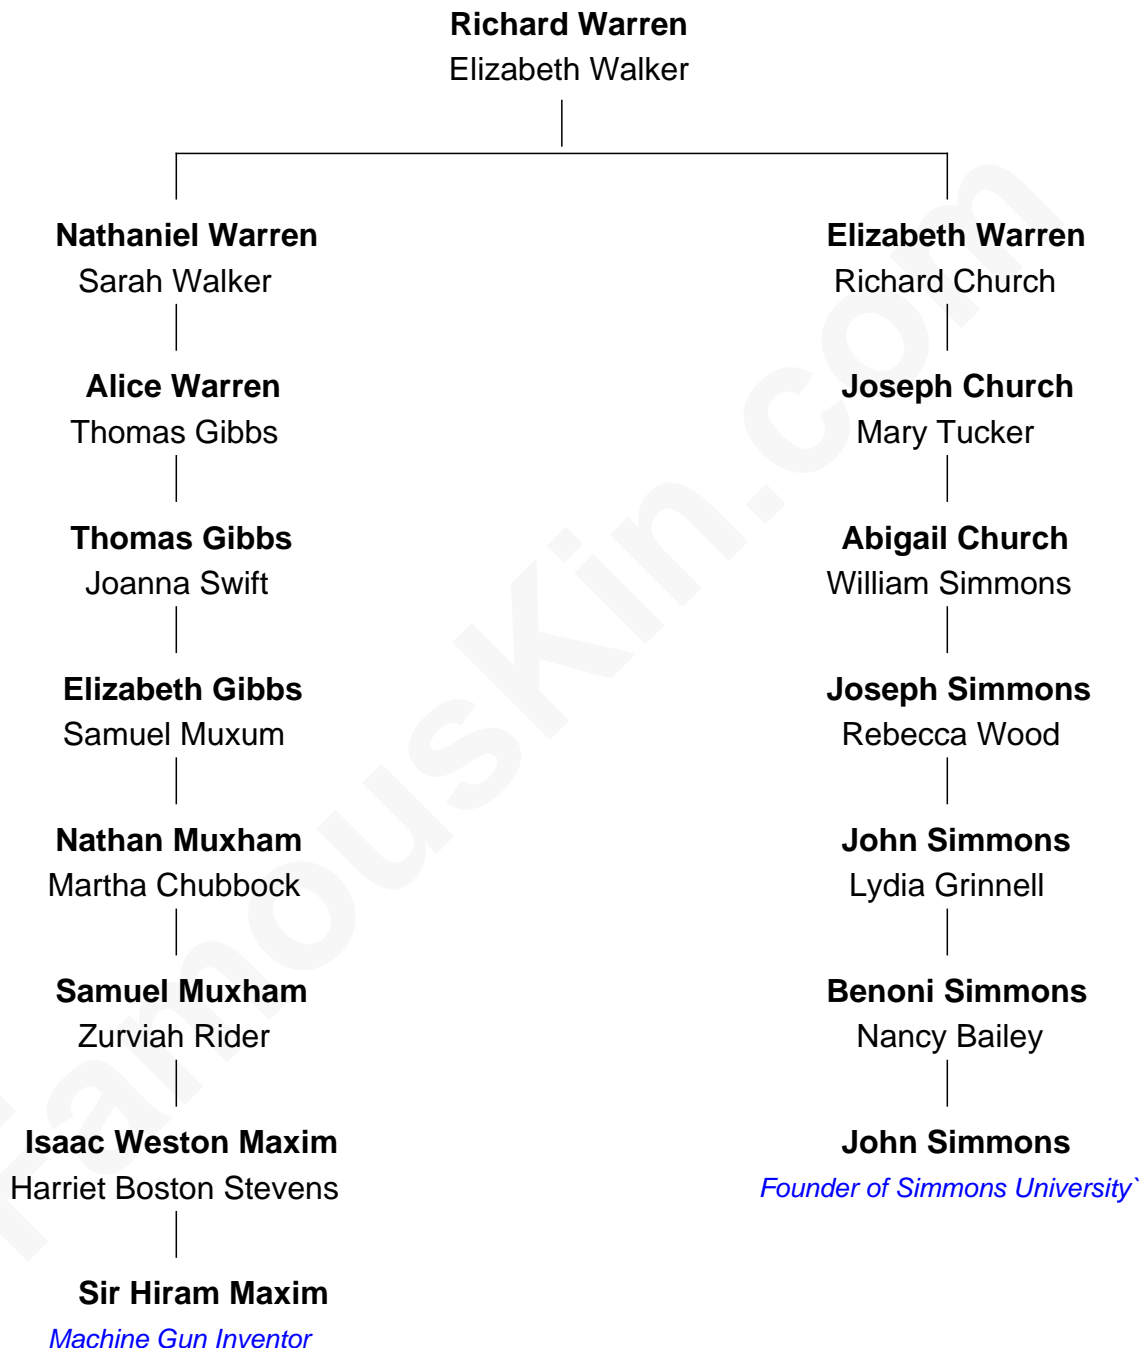 Richard Warren
Elizabeth Walker
Nathaniel Warren
Sarah Walker
Elizabeth Warren
Richard Church
Alice Warren
Thomas Gibbs
Joseph Church
Mary Tucker
Thomas Gibbs
Joanna Swift
Abigail Church
William Simmons
Elizabeth Gibbs
Samuel Muxum
Joseph Simmons
Rebecca Wood
Nathan Muxham
Martha Chubbock
John Simmons
Lydia Grinnell
Samuel Muxham
Zurviah Rider
Benoni Simmons
Nancy Bailey
Isaac Weston Maxim
Harriet Boston Stevens
John Simmons
Founder of Simmons University`
Sir Hiram Maxim
Machine Gun Inventor
FamousKin.com